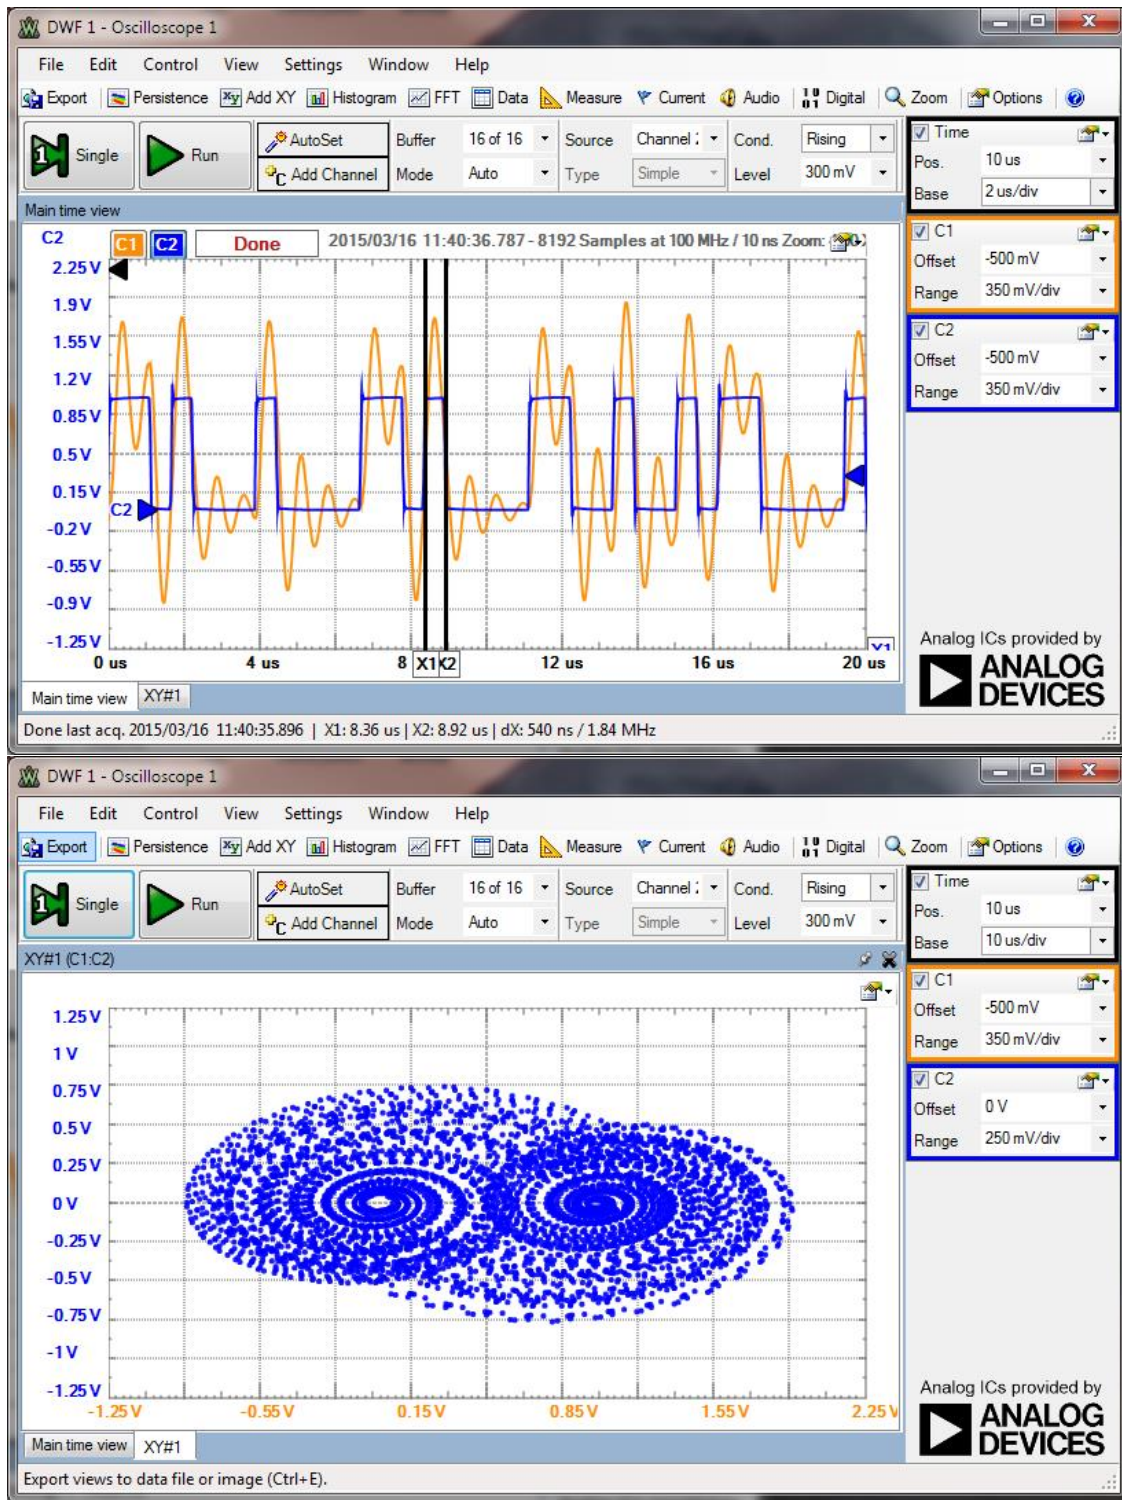 DWF 1 - Oscilloscope 1
File Edit Control View Settings Window Help
Export Persistence Add XY Histogram FFT Data Measure Current Audio Digital Zoom Options
Single Run AutoSet Buffer 16 of 16 Source Channel Cond. Rising
Add Channel Mode Auto Type Simple Level 300 mV
Time
Pos. 10 us
Base 2 us/div
Main time view
C2 C1 C2 Done 2015/03/16 11:40:36.787 - 8192 Samples at 100 MHz / 10 ns Zoom:
C1
Offset -500 mV
Range 350 mV/div
C2
Offset -500 mV
Range 350 mV/div
2.25 V
1.9 V
1.55 V
1.2 V
0.85 V
0.5 V
0.15 V
C2
-0.2 V
-0.55 V
-0.9 V
-1.25 V
X1
0 us 4 us 8 X1 X2 12 us 16 us 20 us
Analog ICs provided by
ANALOG
DEVICES
Main time view XY#1
Done last acq. 2015/03/16 11:40:35.896 | X1: 8.36 us | X2: 8.92 us | dX: 540 ns / 1.84 MHz
DWF 1 - Oscilloscope 1
File Edit Control View Settings Window Help
Export Persistence Add XY Histogram FFT Data Measure Current Audio Digital Zoom Options
Single Run AutoSet Buffer 16 of 16 Source Channel Cond. Rising
Add Channel Mode Auto Type Simple Level 300 mV
Time
Pos. 10 us
Base 10 us/div
XY#1 (C1:C2)
C1
Offset -500 mV
Range 350 mV/div
C2
Offset 0 V
Range 250 mV/div
1.25 V
1 V
0.75 V
0.5 V
0.25 V
0 V
-0.25 V
-0.5 V
-0.75 V
-1 V
-1.25 V
-1.25 V -0.55 V 0.15 V 0.85 V 1.55 V 2.25 V
Analog ICs provided by
ANALOG
DEVICES
Main time view XY#1
Export views to data file or image (Ctrl+E).